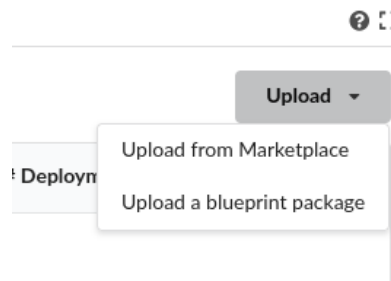 Upload
Upload from Marketplace
# Deploym
Upload a blueprint package